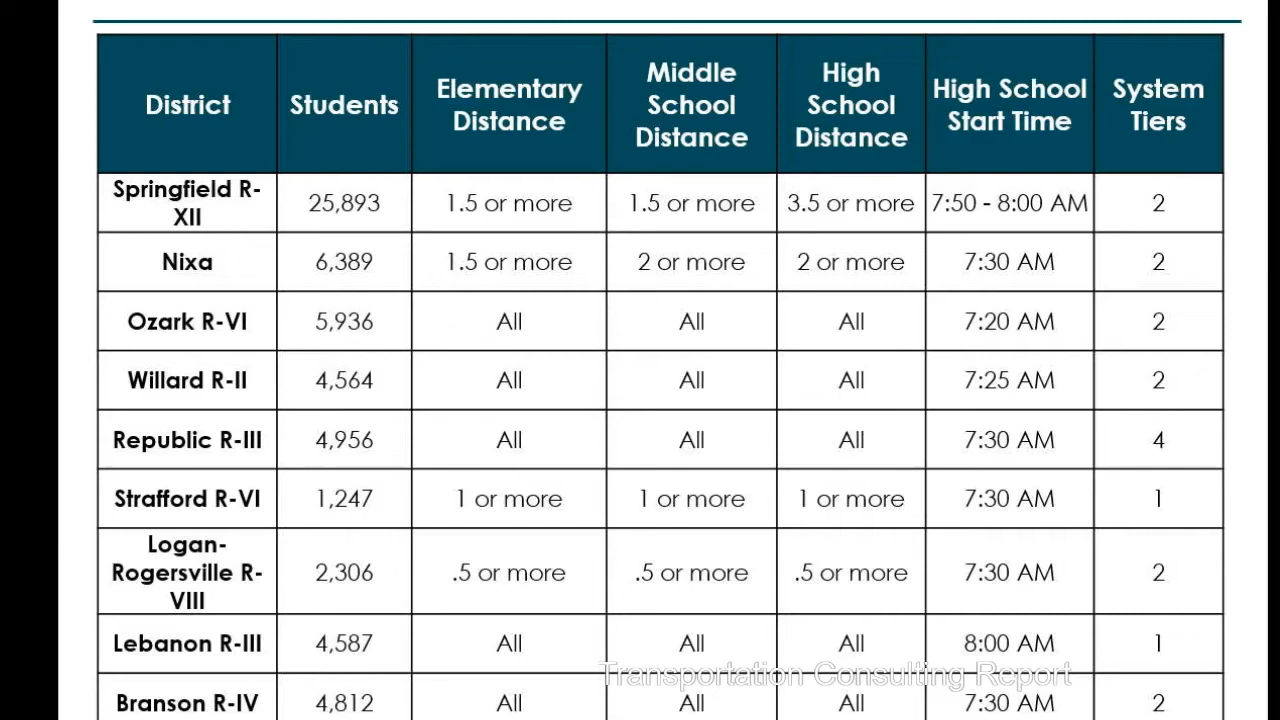 District Students Elementary Distance Middle School Distance High School Distance High School Start Time System Tiers
Springfield R-XII 25,893 1.5 or more 1.5 or more 3.5 or more 7:50 - 8:00 AM 2
Nixa 6,389 1.5 or more 2 or more 2 or more 7:30 AM 2
Ozark R-VI 5,936 All All All 7:20 AM 2
Willard R-II 4,564 All All All 7:25 AM 2
Republic R-III 4,956 All All All 7:30 AM 4
Strafford R-VI 1,247 1 or more 1 or more 1 or more 7:30 AM 1
Logan-Rogersville R-VIII 2,306 .5 or more .5 or more .5 or more 7:30 AM 2
Lebanon R-III 4,587 All All All 8:00 AM 1
Transportation Consulting Report
Branson R-IV 4,812 All All All 7:30 AM 2